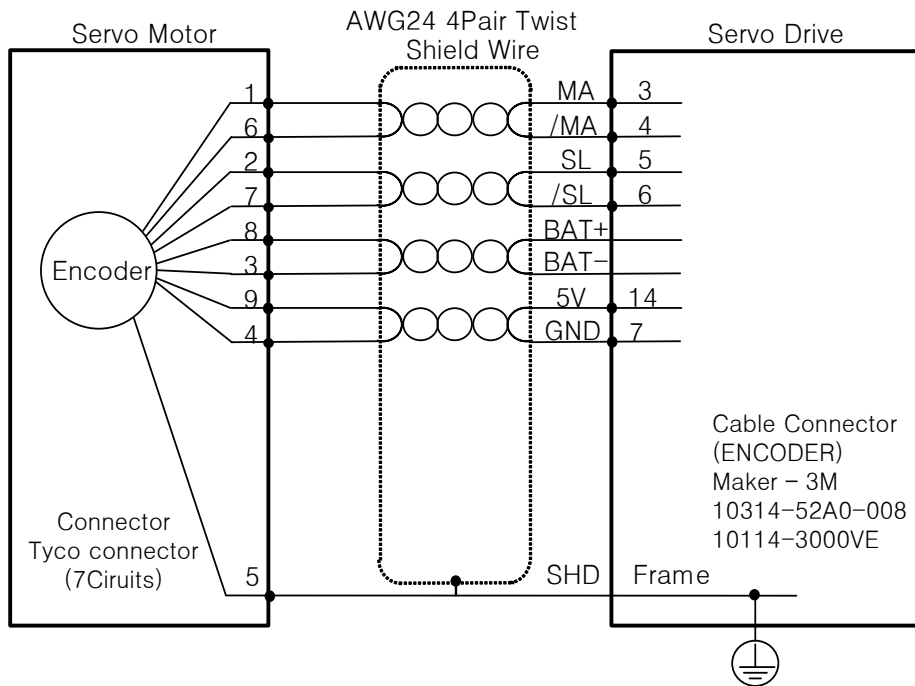 Servo Motor
AWG24 4Pair Twist
Shield Wire
Servo Drive
1
MA
3
6
/MA
4
2
SL
5
7
/SL
6
8
BAT+
3
BAT-
9
5V
14
4
GND
7
Encoder
Cable Connector
(ENCODER)
Maker - 3M
10314-52A0-008
10114-3000VE
Connector
Tyco connector
(7Ciruits)
5
SHD
Frame